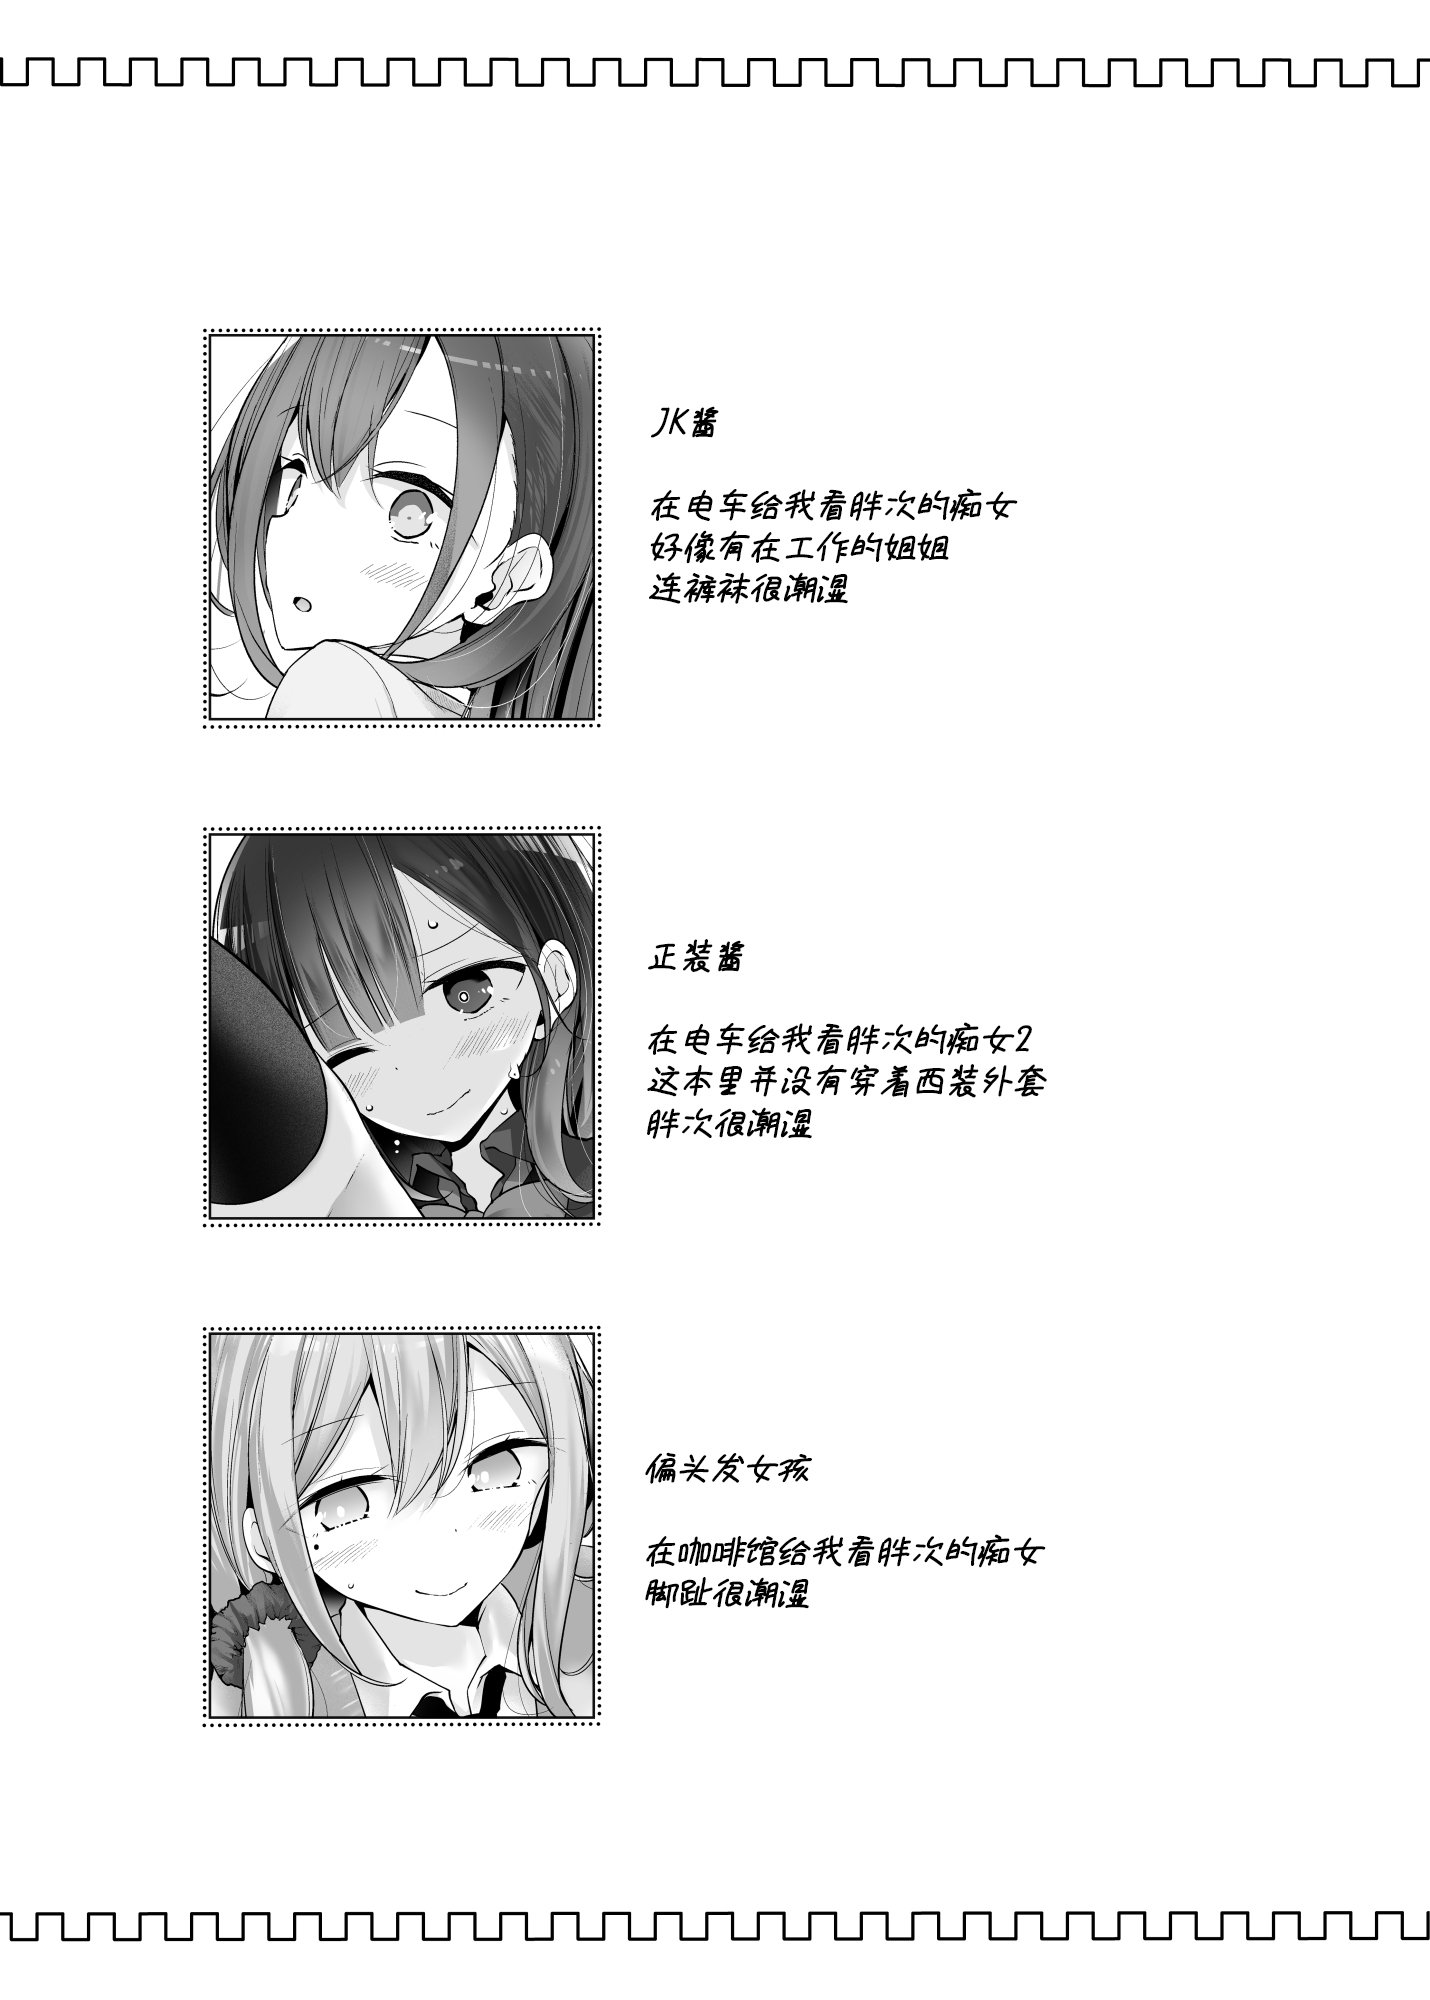 JK酱
在电车给我看胖次的痴女
好像有在工作的姐姐
连裤袜很潮湿
正装酱
在电车给我看胖次的痴女2
这本里并没有穿着西装外套
胖次很潮湿
偏头发女孩
在咖啡馆给我看胖次的痴女
脚趾很潮湿